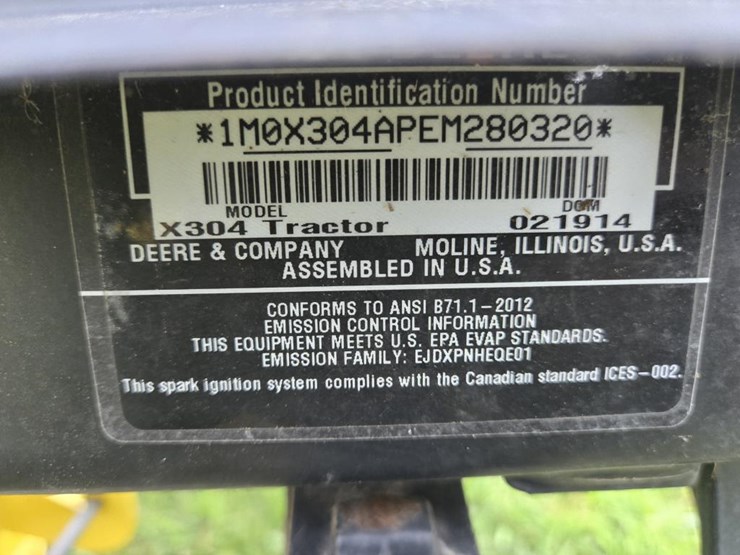 Product Identification Number
*1M0X304APEM280320*
MODEL DOM
X304 Tractor 021914
DEERE & COMPANY MOLINE, ILLINOIS, U.S.A.
ASSEMBLED IN U.S.A.
CONFORMS TO ANSI B71.1-2012
EMISSION CONTROL INFORMATION
THIS EQUIPMENT MEETS U.S. EPA EVAP STANDARDS.
EMISSION FAMILY: EJDXPNHEQE01
This spark ignition system complies with the Canadian standard ICES-002.